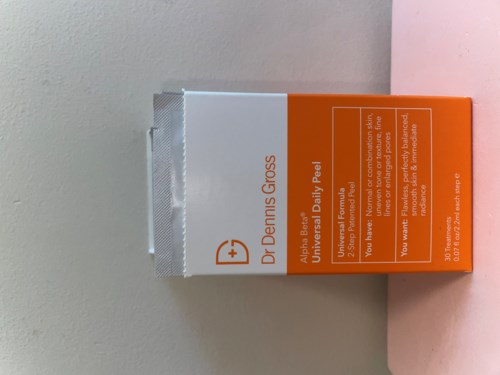 Dr Dennis Gross
Alpha Beta®
Universal Daily Peel
Universal Formula
2-Step Patented Peel
You have: Normal or combination skin,
uneven tone or texture, fine
lines or enlarged pores
You want: Flawless, perfectly balanced,
smooth skin & immediate
radiance
30 Treatments
0.07 fl oz/2.2ml each step ℮